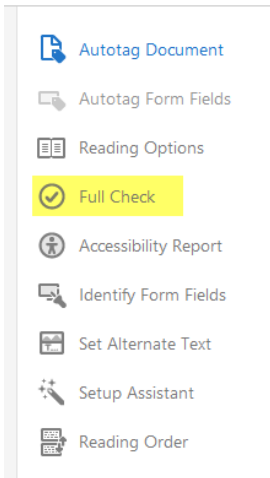 Autotag Document
Autotag Form Fields
Reading Options
Full Check
Accessibility Report
Identify Form Fields
Set Alternate Text
Setup Assistant
Reading Order